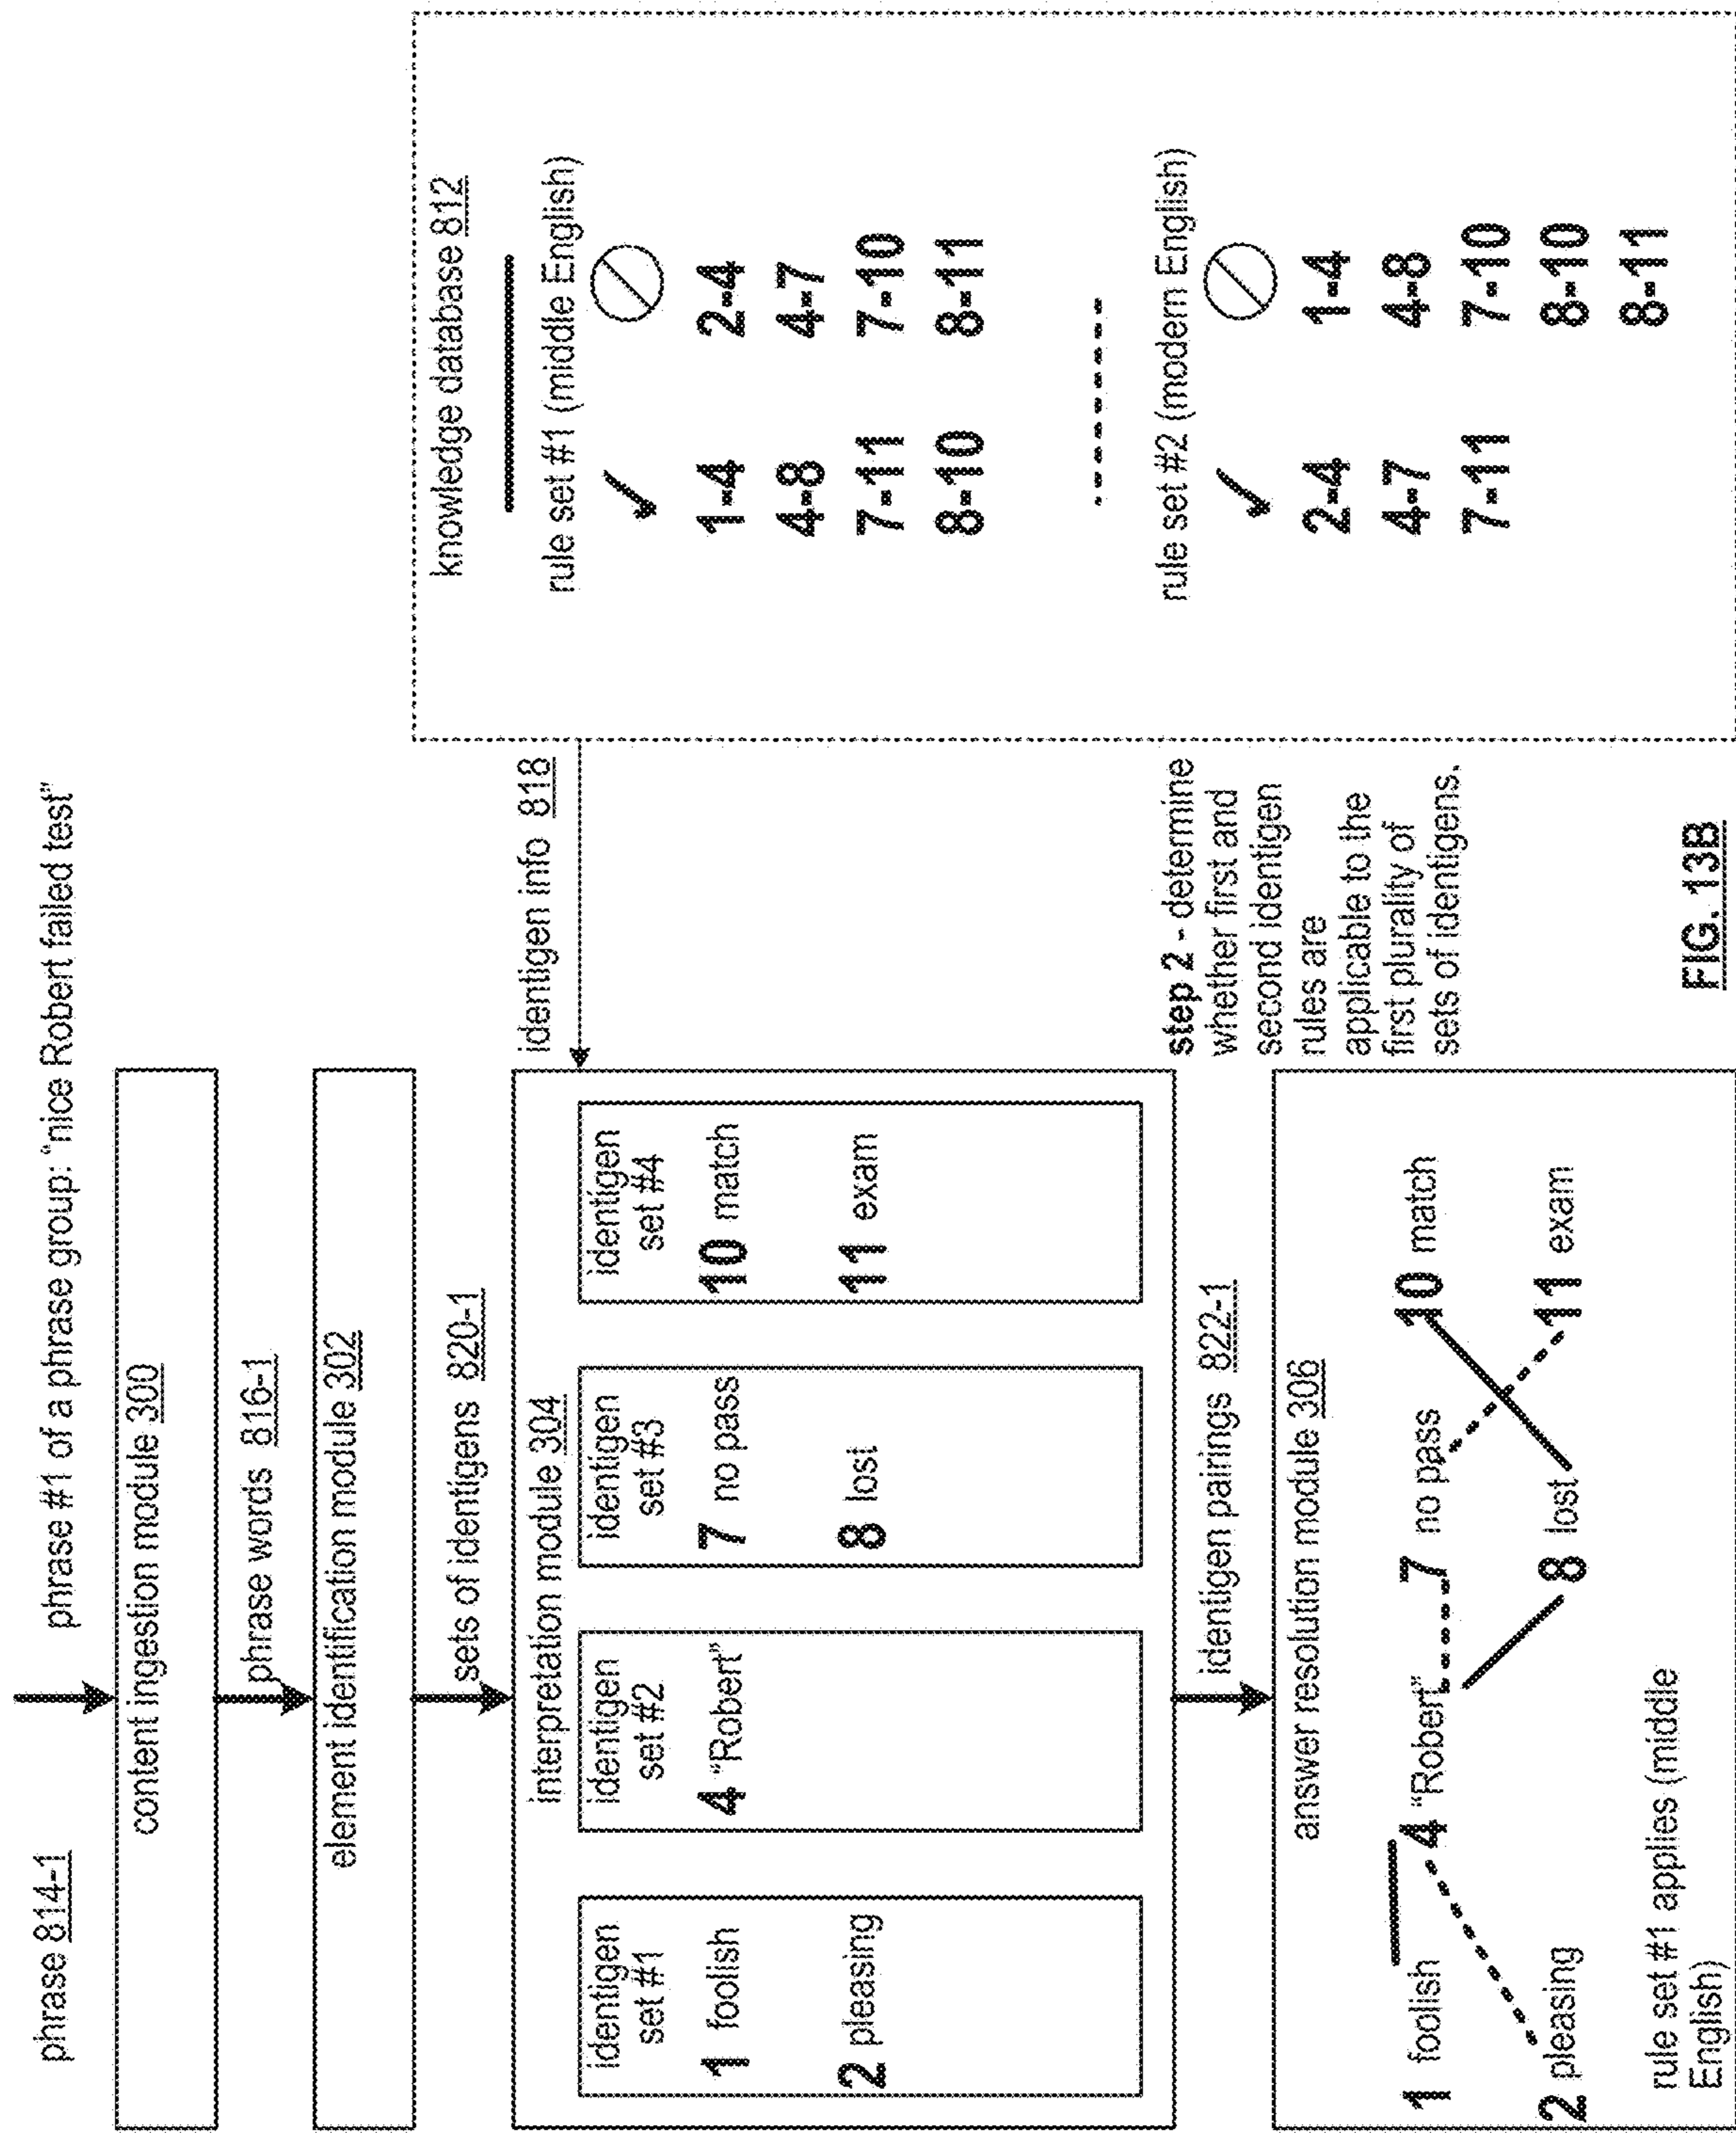 phrase 814-1
phrase #1 of a phrase group: "nice Robert failed test"
content ingestion module 300
phrase words 816-1
element identification module 302
sets of identigens 820-1
interpretation module 304
identigen
set #1
1 foolish
2 pleasing
identigen
set #2
4 "Robert"
identigen
set #3
7 no pass
8 lost
identigen
set #4
10 match
11 exam
identigen info 818
knowledge database 812
rule set #1 (middle English)
1-4 2-4
4-8 4-7
7-11 7-10
8-10 8-11
rule set #2 (modern English)
2-4 1-4
4-7 4-8
7-11 7-10
8-10
8-11
identigen pairings 822-1
step 2 - determine
whether first and
second identigen
rules are
applicable to the
first plurality of
sets of identigens.
answer resolution module 306
1 foolish 4 "Robert" 7 no pass 10 match
2 pleasing 8 lost 11 exam
rule set #1 applies (middle
English)
FIG. 13B